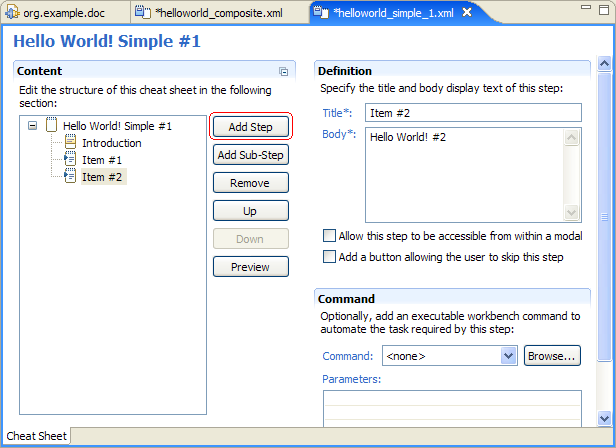 org.example.doc
*helloworld_composite.xml
*helloworld_simple_1.xml
Hello World! Simple #1
Content
Edit the structure of this cheat sheet in the following
section:
Hello World! Simple #1
Introduction
Item #1
Item #2
Add Step
Add Sub-Step
Remove
Up
Down
Preview
Definition
Specify the title and body display text of this step:
Title*: Item #2
Body*: Hello World! #2
Allow this step to be accessible from within a modal
Add a button allowing the user to skip this step
Command
Optionally, add an executable workbench command to
automate the task required by this step:
Command: <none> Browse...
Parameters:
Cheat Sheet